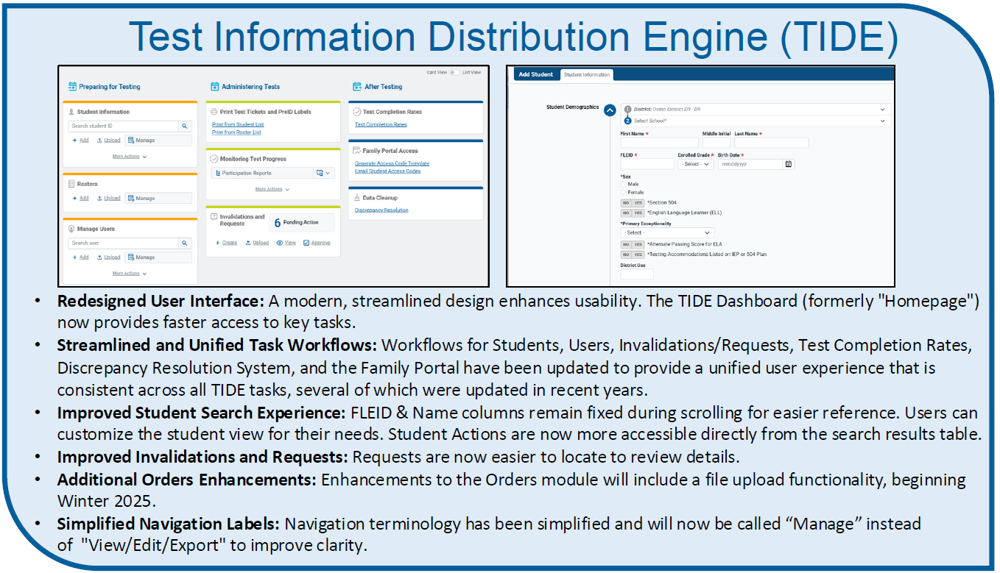 Test Information Distribution Engine (TIDE)
Card View List View
Preparing for Testing
Student Information
Search student ID
+ Add Upload Manage
More Actions
Rosters
+ Add Upload Manage
Manage Users
Search user
+ Add Upload Manage
More Actions
Administering Tests
Print Test Tickets and PreID Labels
Print from Student List
Print from Roster List
Monitoring Test Progress
Participation Reports
More Actions
Invalidations and
Requests
6 Pending Action
+ Create Upload View Approve
After Testing
Test Completion Rates
Test Completion Rates
Family Portal Access
Generate Access Code Template
Email Student Access Codes
Data Cleanup
Discrepancy Resolution
Add Student Student Information
Student Demographics
1 District: Demo District D9 - D9
2 Select School*
First Name * Middle Initial Last Name *
FLEID * Enrolled Grade * Birth Date *
- Select - mmddyyyy
*Sex
Male
Female
NO YES *Section 504
NO YES *English Language Learner (ELL)
*Primary Exceptionality
- Select -
NO YES *Alternate Passing Score for ELA
NO YES *Testing Accommodations Listed on IEP or 504 Plan
District Use
• Redesigned User Interface: A modern, streamlined design enhances usability. The TIDE Dashboard (formerly "Homepage")
now provides faster access to key tasks.
• Streamlined and Unified Task Workflows: Workflows for Students, Users, Invalidations/Requests, Test Completion Rates,
Discrepancy Resolution System, and the Family Portal have been updated to provide a unified user experience that is
consistent across all TIDE tasks, several of which were updated in recent years.
• Improved Student Search Experience: FLEID & Name columns remain fixed during scrolling for easier reference. Users can
customize the student view for their needs. Student Actions are now more accessible directly from the search results table.
• Improved Invalidations and Requests: Requests are now easier to locate to review details.
• Additional Orders Enhancements: Enhancements to the Orders module will include a file upload functionality, beginning
Winter 2025.
• Simplified Navigation Labels: Navigation terminology has been simplified and will now be called “Manage” instead
of "View/Edit/Export" to improve clarity.